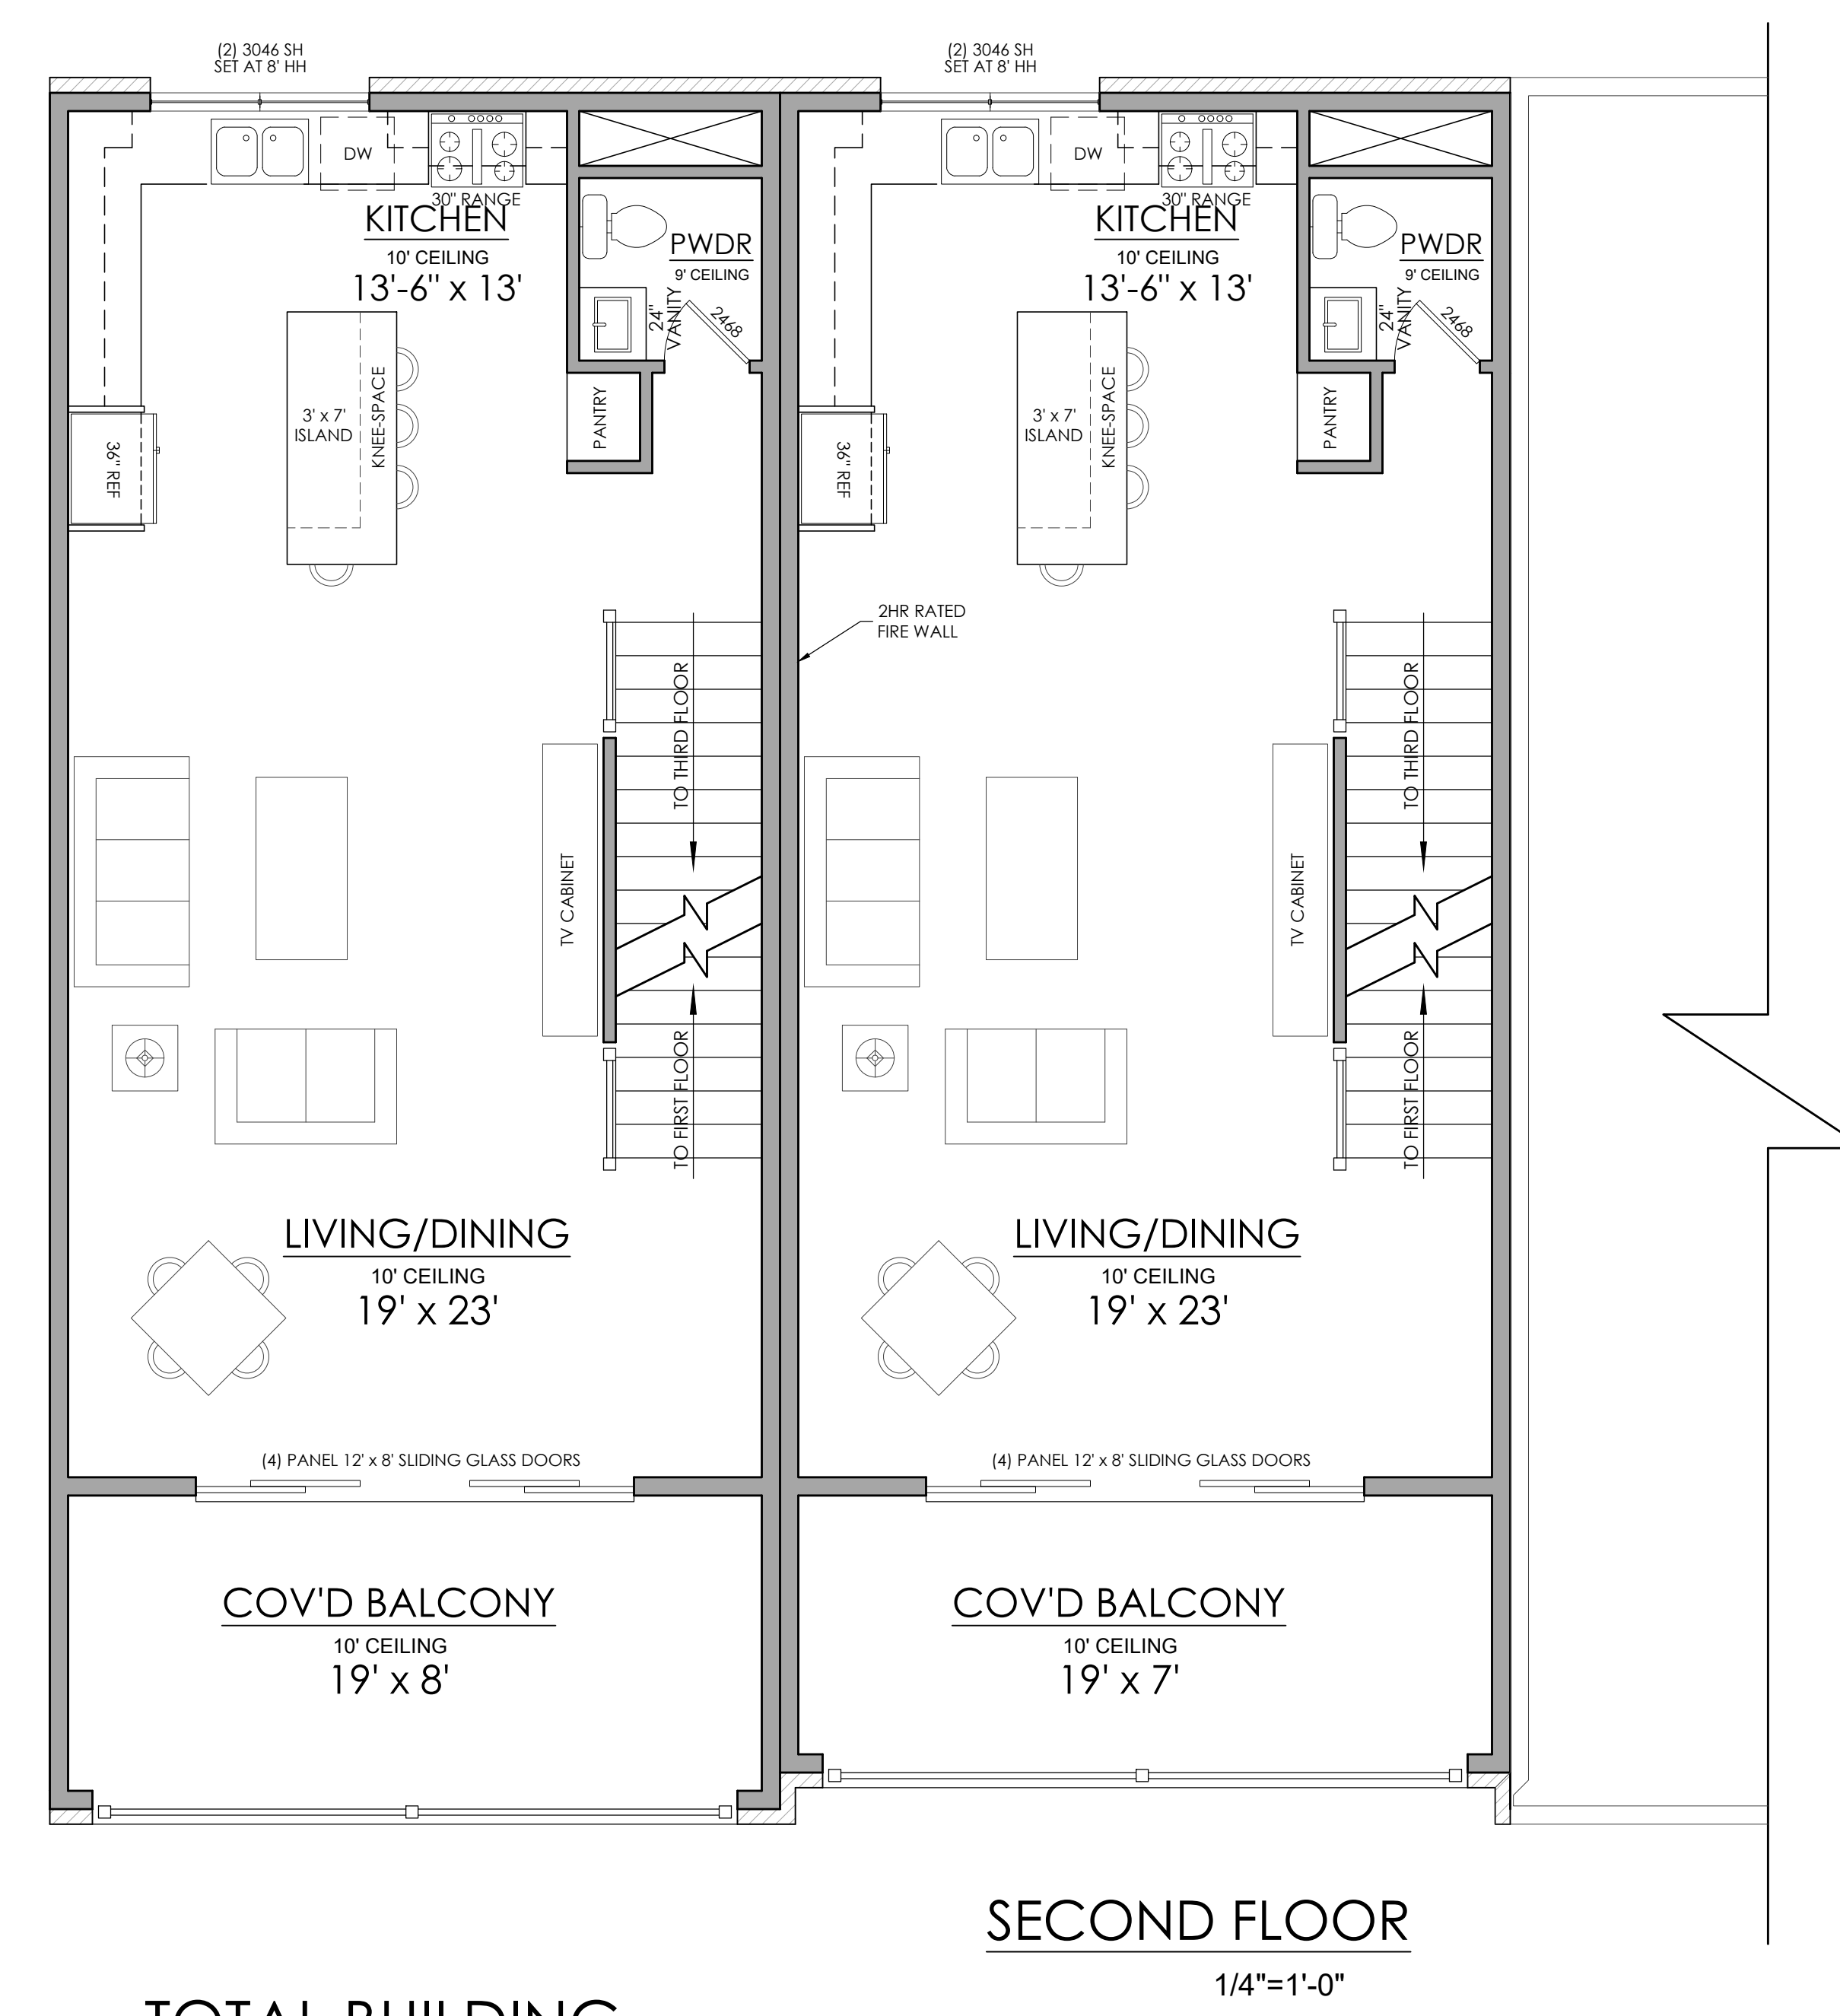 (2) 3046 SH
SET AT 8' HH
DW
30" RANGE
KITCHEN
10' CEILING
13'-6" x 13'
PWDR
9' CEILING
24"
VANITY
2468
3' x 7'
ISLAND
KNEE-SPACE
PANTRY
36" REF
TO THIRD FLOOR
TV CABINET
TO FIRST FLOOR
LIVING/DINING
10' CEILING
19' x 23'
(4) PANEL 12' x 8' SLIDING GLASS DOORS
COV'D BALCONY
10' CEILING
19' x 8'
(2) 3046 SH
SET AT 8' HH
DW
30" RANGE
KITCHEN
10' CEILING
13'-6" x 13'
PWDR
9' CEILING
24"
VANITY
2468
3' x 7'
ISLAND
KNEE-SPACE
PANTRY
36" REF
2HR RATED
FIRE WALL
TO THIRD FLOOR
TV CABINET
TO FIRST FLOOR
LIVING/DINING
10' CEILING
19' x 23'
(4) PANEL 12' x 8' SLIDING GLASS DOORS
COV'D BALCONY
10' CEILING
19' x 7'
SECOND FLOOR
1/4"=1'-0"
TOTAL BUILDING